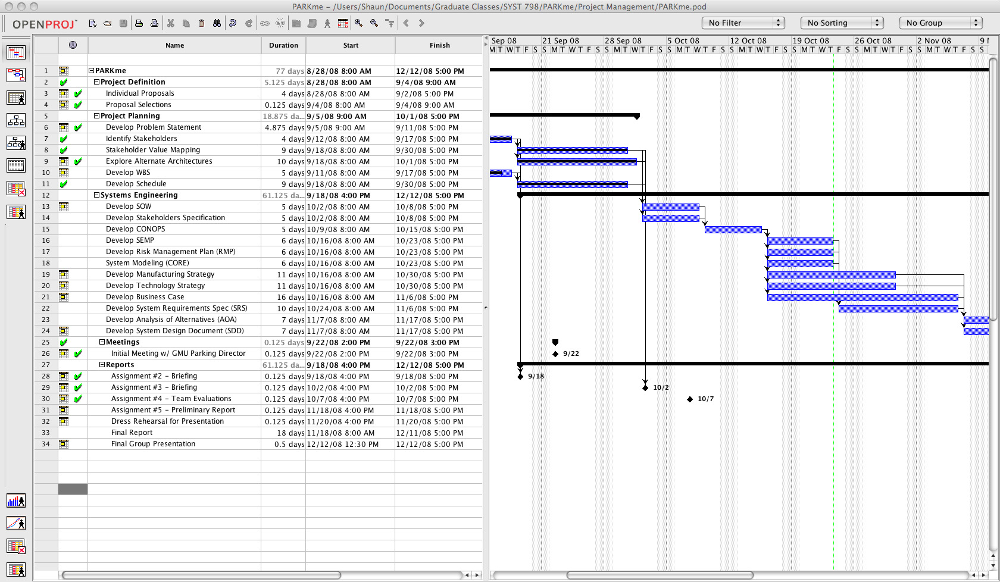 PARKme - /Users/Shaun/Documents/Graduate Classes/SYST 798/PARKme/Project Management/PARKme.pod
OPENPROJ™ No Filter No Sorting No Group
Name Duration Start Finish
Sep 08 21 Sep 08 28 Sep 08 5 Oct 08 12 Oct 08 19 Oct 08 26 Oct 08 2 Nov 08 9
M T W T F S S M T W T F S S M T W T F S S M T W T F S S M T W T F S S M T W T F S S M T W T F S S M T W T F S S
1 PARKme 77 days 8/28/08 8:00 AM 12/12/08 5:00 PM
2 Project Definition 5.125 days 8/28/08 8:00 AM 9/4/08 9:00 AM
3 Individual Proposals 4 days 8/28/08 8:00 AM 9/2/08 5:00 PM
4 Proposal Selections 0.125 days 9/4/08 8:00 AM 9/4/08 9:00 AM
5 Project Planning 18.875 da... 9/5/08 9:00 AM 10/1/08 5:00 PM
6 Develop Problem Statement 4.875 days 9/5/08 9:00 AM 9/11/08 5:00 PM
7 Identify Stakeholders 4 days 9/12/08 8:00 AM 9/17/08 5:00 PM
8 Stakeholder Value Mapping 9 days 9/18/08 8:00 AM 9/30/08 5:00 PM
9 Explore Alternate Architectures 10 days 9/18/08 8:00 AM 10/1/08 5:00 PM
10 Develop WBS 5 days 9/11/08 8:00 AM 9/17/08 5:00 PM
11 Develop Schedule 9 days 9/18/08 8:00 AM 9/30/08 5:00 PM
12 Systems Engineering 61.125 da... 9/18/08 4:00 PM 12/12/08 5:00 PM
13 Develop SOW 5 days 10/2/08 8:00 AM 10/8/08 5:00 PM
14 Develop Stakeholders Specification 5 days 10/2/08 8:00 AM 10/8/08 5:00 PM
15 Develop CONOPS 5 days 10/9/08 8:00 AM 10/15/08 5:00 PM
16 Develop SEMP 6 days 10/16/08 8:00 AM 10/23/08 5:00 PM
17 Develop Risk Management Plan (RMP) 6 days 10/16/08 8:00 AM 10/23/08 5:00 PM
18 System Modeling (CORE) 6 days 10/16/08 8:00 AM 10/23/08 5:00 PM
19 Develop Manufacturing Strategy 11 days 10/16/08 8:00 AM 10/30/08 5:00 PM
20 Develop Technology Strategy 11 days 10/16/08 8:00 AM 10/30/08 5:00 PM
21 Develop Business Case 16 days 10/16/08 8:00 AM 11/6/08 5:00 PM
22 Develop System Requirements Spec (SRS) 10 days 10/24/08 8:00 AM 11/6/08 5:00 PM
23 Develop Analysis of Alternatives (AOA) 7 days 11/7/08 8:00 AM 11/17/08 5:00 PM
24 Develop System Design Document (SDD) 7 days 11/7/08 8:00 AM 11/17/08 5:00 PM
25 Meetings 0.125 days 9/22/08 2:00 PM 9/22/08 3:00 PM
26 Initial Meeting w/ GMU Parking Director 0.125 days 9/22/08 2:00 PM 9/22/08 3:00 PM 9/22
27 Reports 61.125 da... 9/18/08 4:00 PM 12/12/08 5:00 PM
28 Assignment #2 - Briefing 0.125 days 9/18/08 4:00 PM 9/18/08 5:00 PM 9/18
29 Assignment #3 - Briefing 0.125 days 10/2/08 4:00 PM 10/2/08 5:00 PM 10/2
30 Assignment #4 - Team Evaluations 0.125 days 10/7/08 4:00 PM 10/7/08 5:00 PM 10/7
31 Assignment #5 - Preliminary Report 0.125 days 11/18/08 4:00 PM 11/18/08 5:00 PM
32 Dress Rehearsal for Presentation 0.125 days 11/20/08 4:00 PM 11/20/08 5:00 PM
33 Final Report 18 days 11/18/08 8:00 AM 12/11/08 5:00 PM
34 Final Group Presentation 0.5 days 12/12/08 12:30 PM 12/12/08 5:00 PM